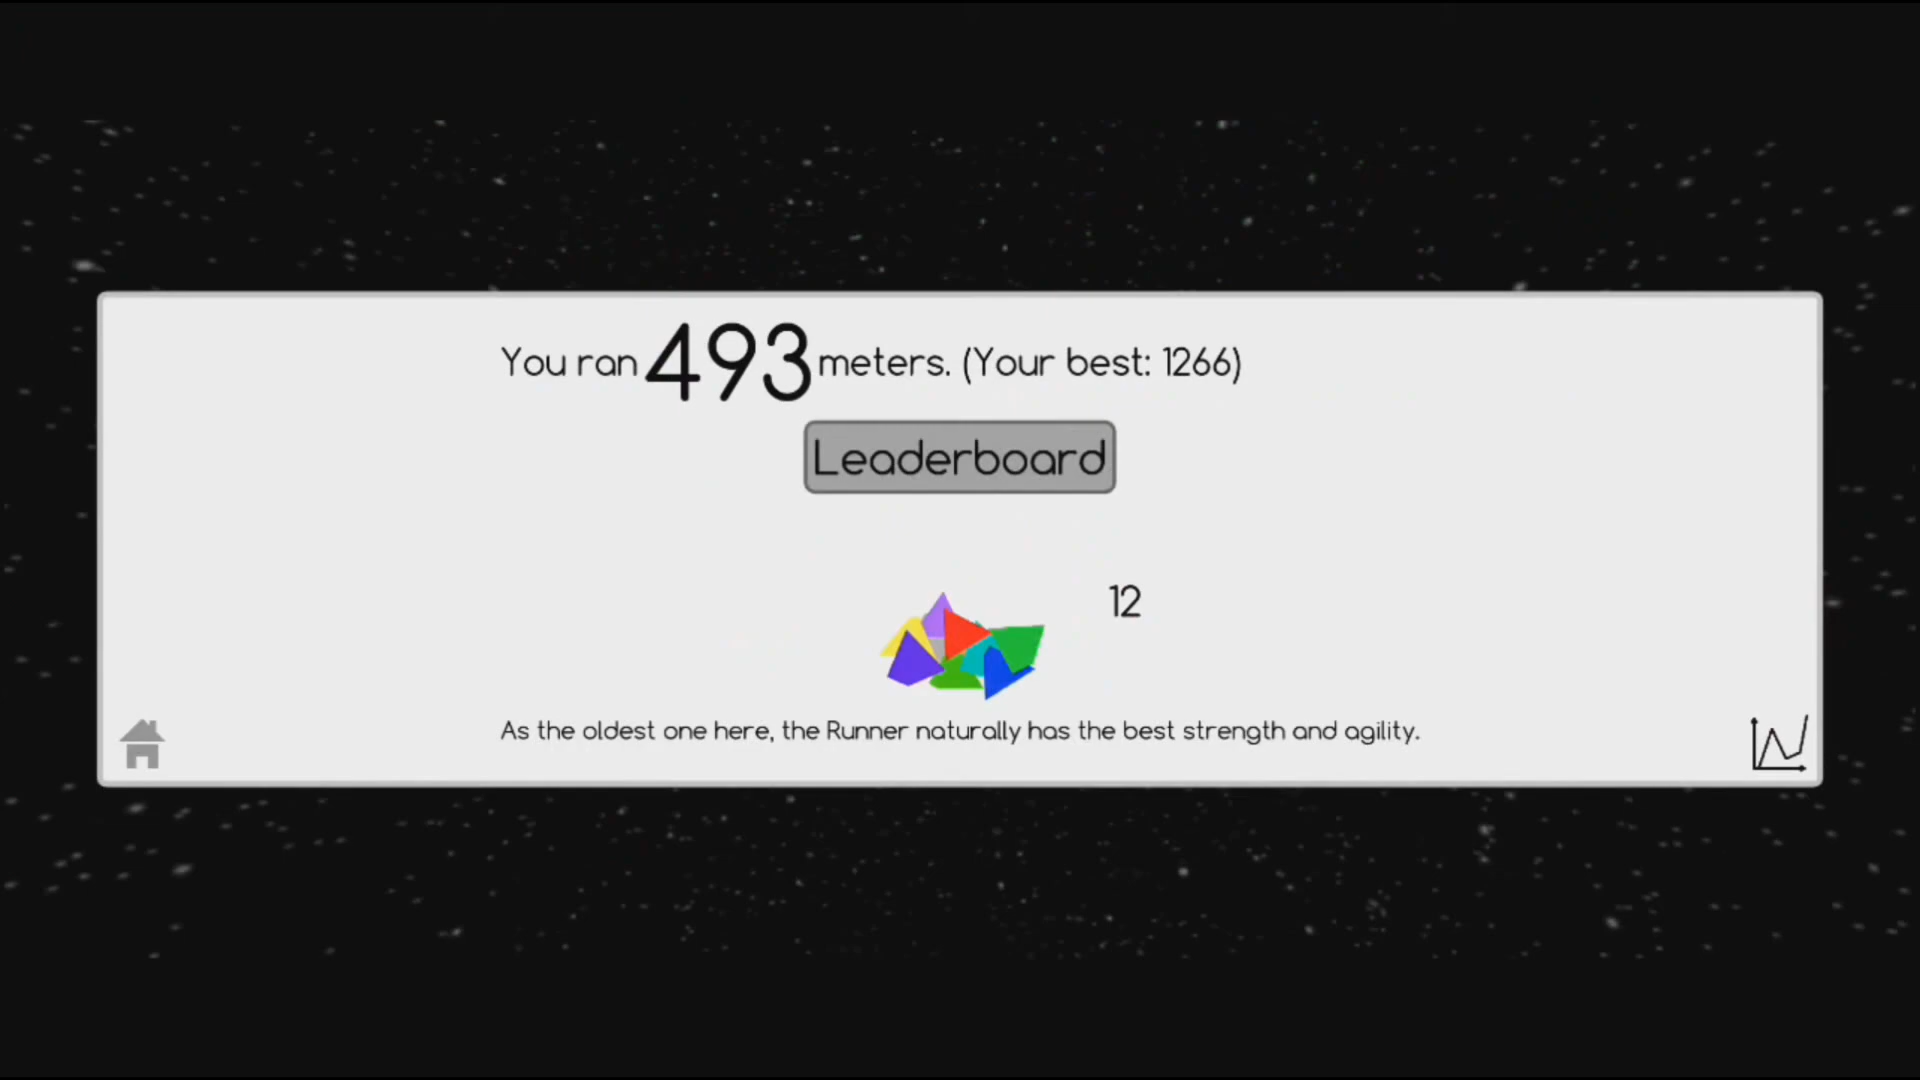 You ran 493 meters. (Your best: 1266)
Leaderboard
12
As the oldest one here, the Runner naturally has the best strength and agility.